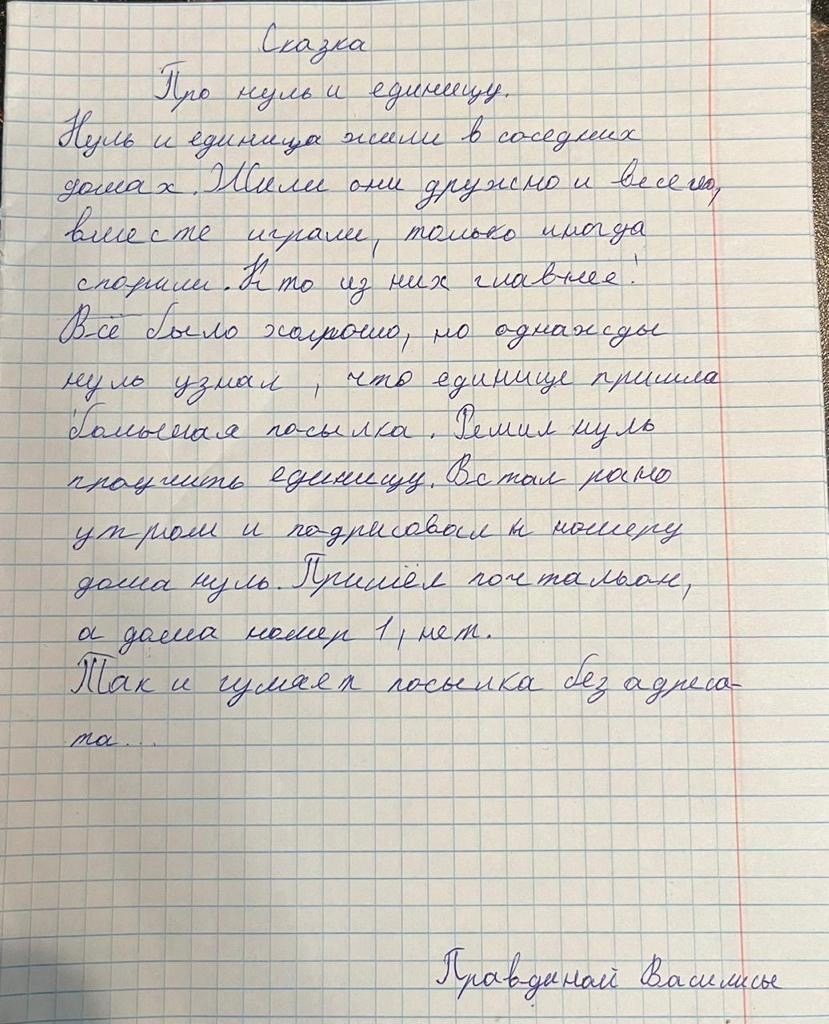 Сказка
Про нуль и единицу.
Нуль и единица жили в соседних
домах. Жили они дружно и весело,
вместе играли, только иногда
спорили. Кто из них главнее!
Всё было хорошо, но однажды
нуль узнал, что единице пришла
большая посылка. Решил нуль
проучить единицу. Встал рано
утром и подрисовал к номеру
дома нуль. Пришёл почтальон,
а дома номер 1, нет.
Так и гуляет посылка без адреса-
та...
Правдиной Василисы